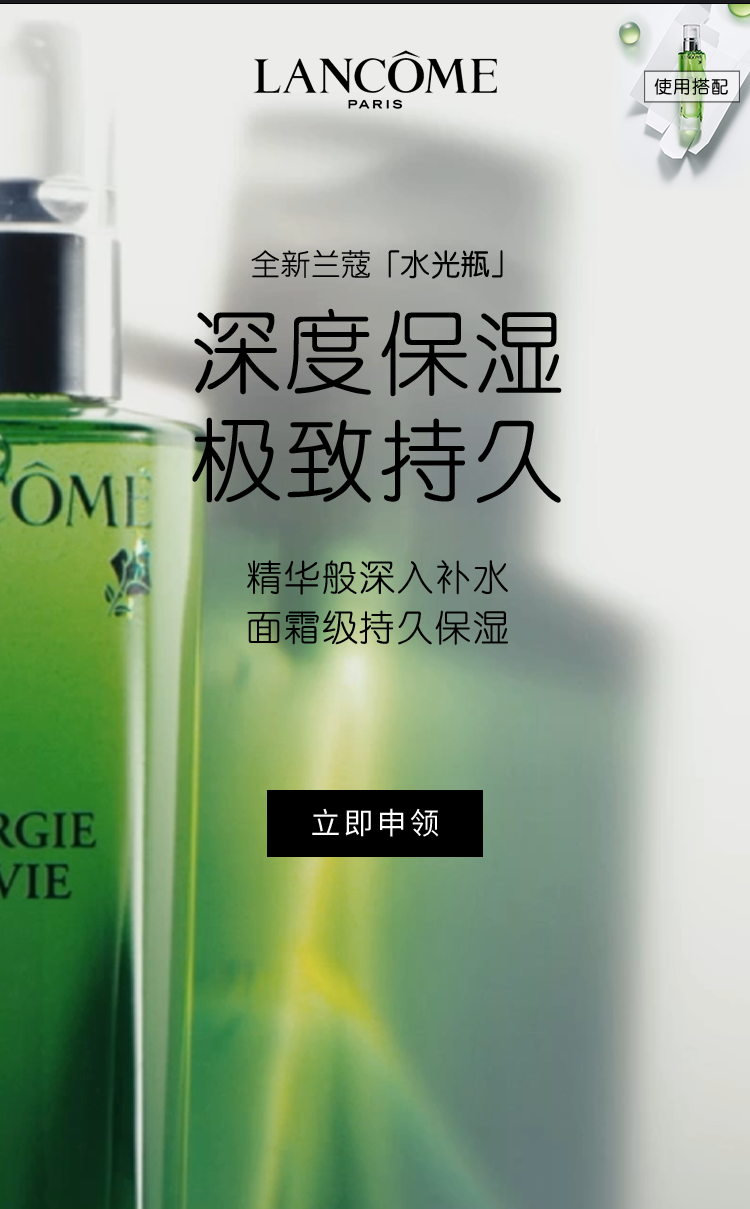 LANCÔME
PARIS
使用搭配
全新兰蔻「水光瓶」
深度保湿
极致持久
CÔME
精华般深入补水
面霜级持久保湿
立即申领
RGIE
VIE